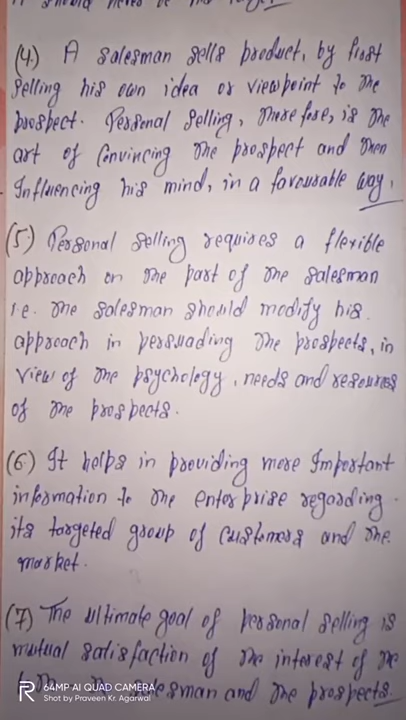 (4.) A salesman sells product, by first
selling his own idea or viewpoint to the
prospect. Personal selling, therefore, is the
art of Convincing the prospect and then
Influencing his mind, in a favourable way.
(5) Personal selling requires a flexible
approach on the part of the salesman
i.e. the salesman should modify his
approach in persuading the prospects, in
view of the psychology, needs and resources
of the prospects.
(6.) It helps in providing more Important
information to the enterprise regarding
its targeted group of Customers and the
market.
(7) The ultimate goal of personal selling is
mutual satisfaction of the interest of the
salesman and the prospects.
R 64MP AI QUAD CAMERA
Shot by Praveen Kr. Agarwal